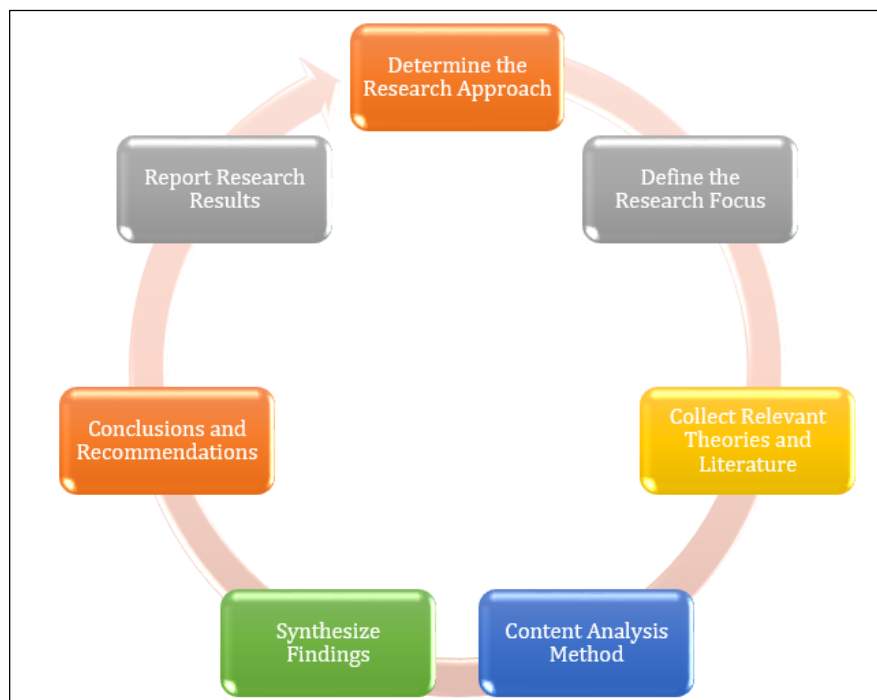 Determine the
Research Approach
Define the
Research Focus
Collect Relevant
Theories and
Literature
Content Analysis
Method
Synthesize
Findings
Conclusions and
Recommendations
Report Research
Results